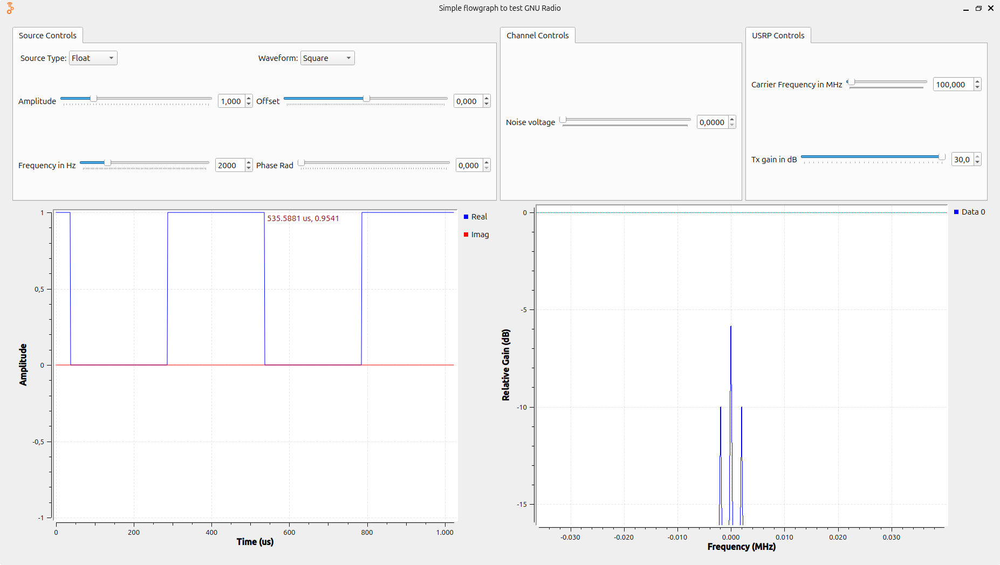 Simple flowgraph to test GNU Radio
Source Controls
Source Type: Float
Waveform: Square
Amplitude 1,000
Offset 0,000
Frequency in Hz 2000
Phase Rad 0,000
Channel Controls
Noise voltage 0,0000
USRP Controls
Carrier Frequency in MHz 100,000
Tx gain in dB 30,0
1
0,5
0
-0,5
-1
Amplitude
535.5881 us, 0.9541
Real
Imag
0 200 400 600 800 1.000
Time (us)
0
-5
-10
-15
Relative Gain (dB)
Data 0
-0.030 -0.020 -0.010 0.000 0.010 0.020 0.030
Frequency (MHz)